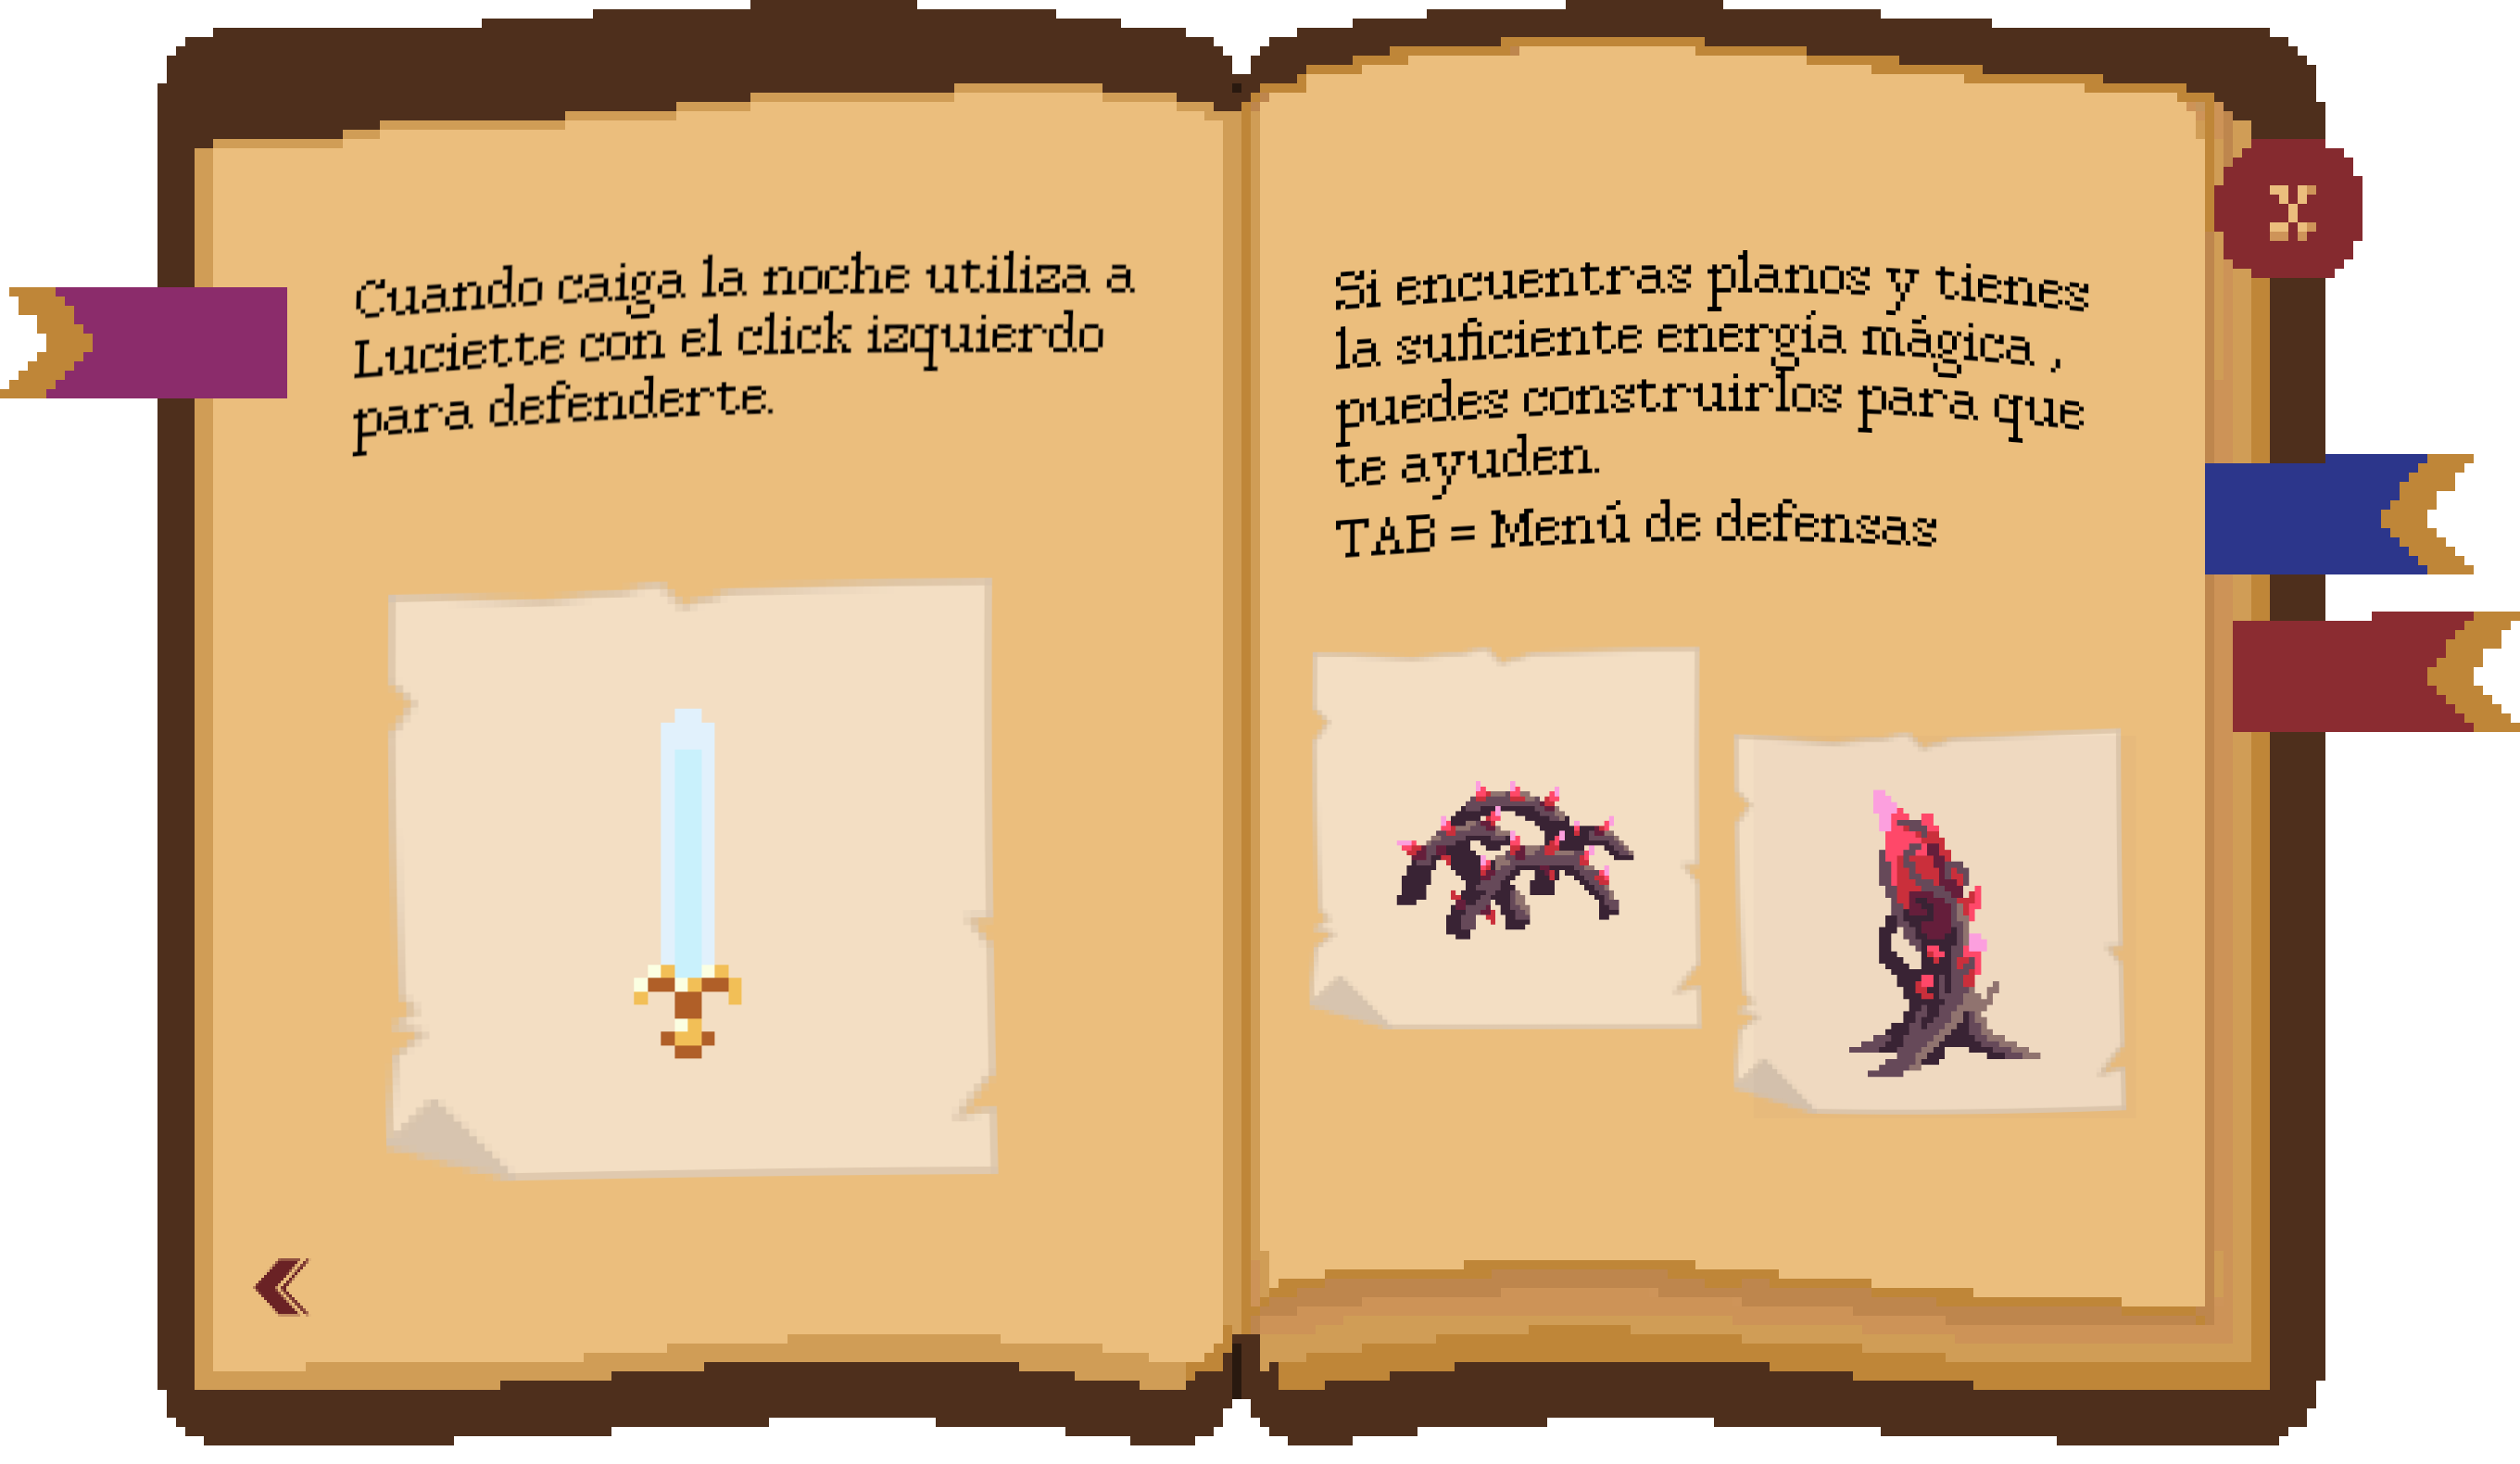 Cuando caiga la noche utiliza a
Luciette con el click izquierdo
para defenderte.
Si encuentras planos y tienes
la suficiente energía mágica ,
puedes construirlos para que
te ayuden.
TAB = Menú de defensas
X